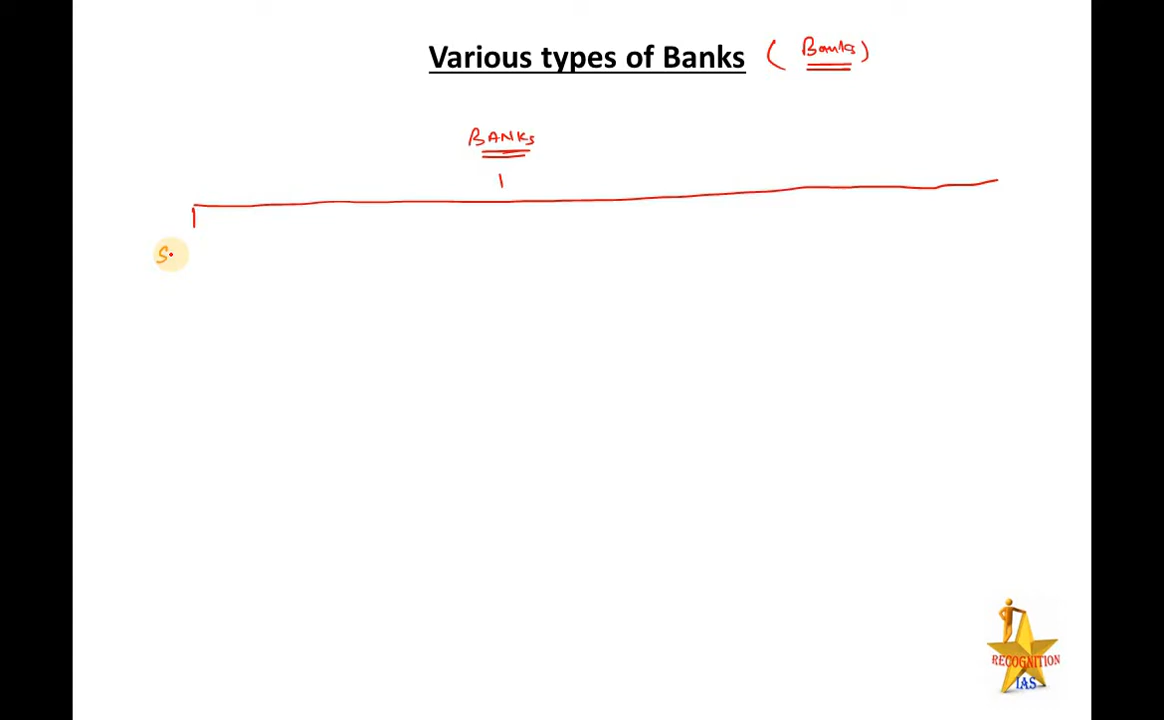 Various types of Banks ( Banks )
BANKS
S
RECOGNITION
IAS